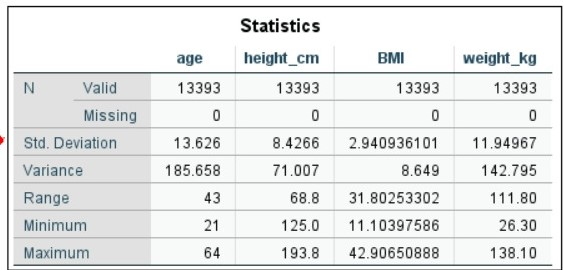 Statistics
age height_cm BMI weight_kg
N Valid 13393 13393 13393 13393
Missing 0 0 0 0
Std. Deviation 13.626 8.4266 2.940936101 11.94967
Variance 185.658 71.007 8.649 142.795
Range 43 68.8 31.80253302 111.80
Minimum 21 125.0 11.10397586 26.30
Maximum 64 193.8 42.90650888 138.10